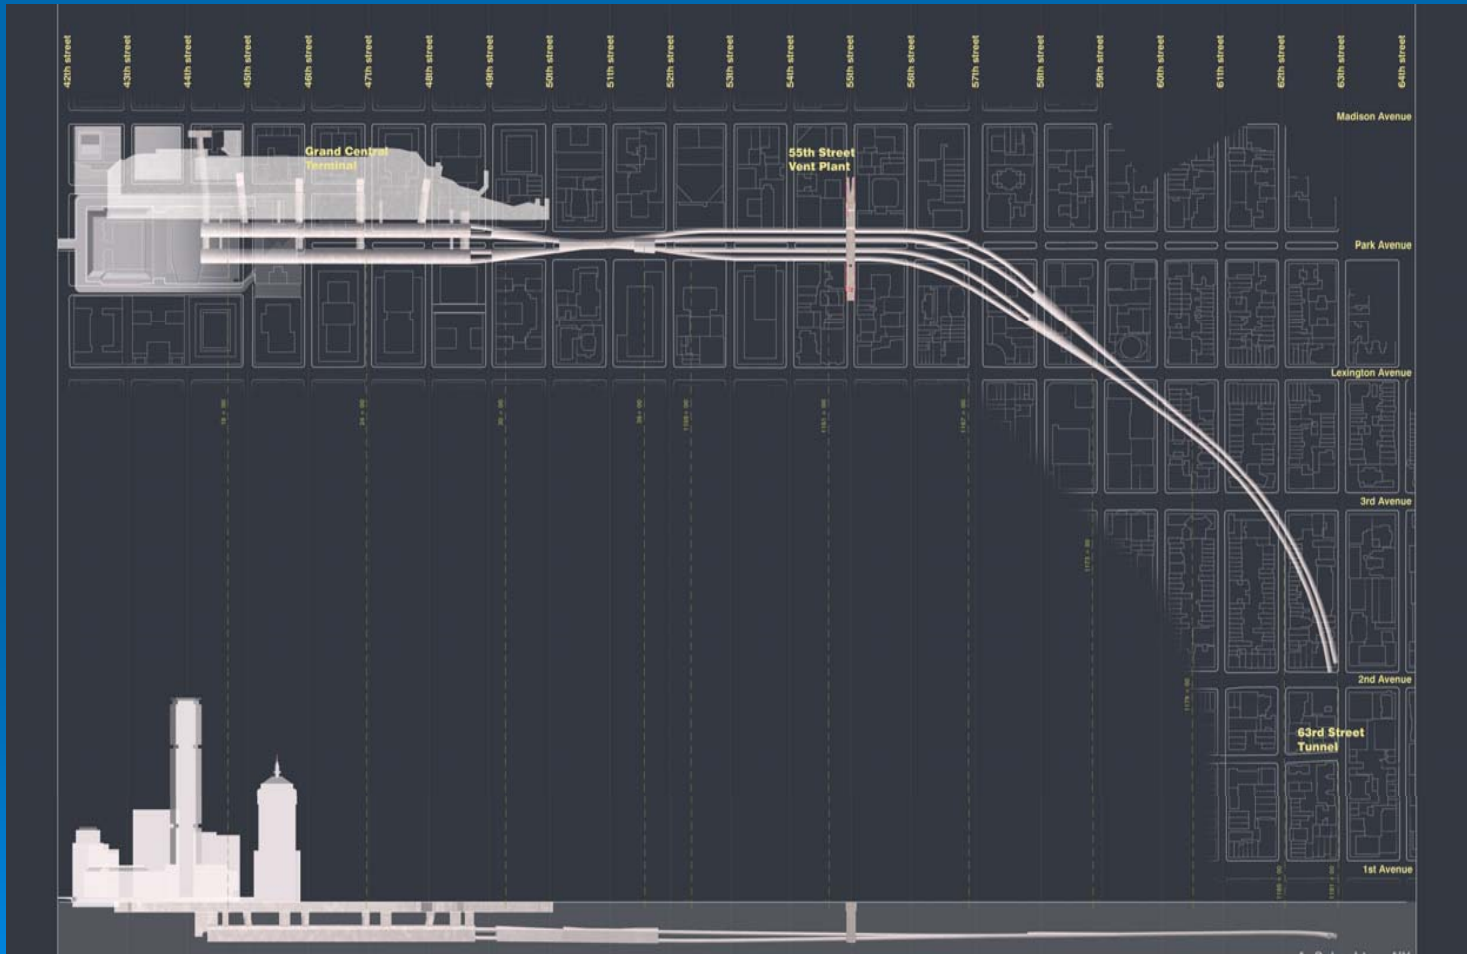 42th street
43th street
44th street
45th street
46th street
47th street
48th street
49th street
50th street
51th street
52th street
53th street
54th street
55th street
56th street
57th street
58th street
59th street
60th street
61th street
62th street
63th street
64th street
Madison Avenue
Grand Central
Terminal
55th Street
Vent Plant
Park Avenue
Lexington Avenue
3rd Avenue
2nd Avenue
63rd Street
Tunnel
1st Avenue